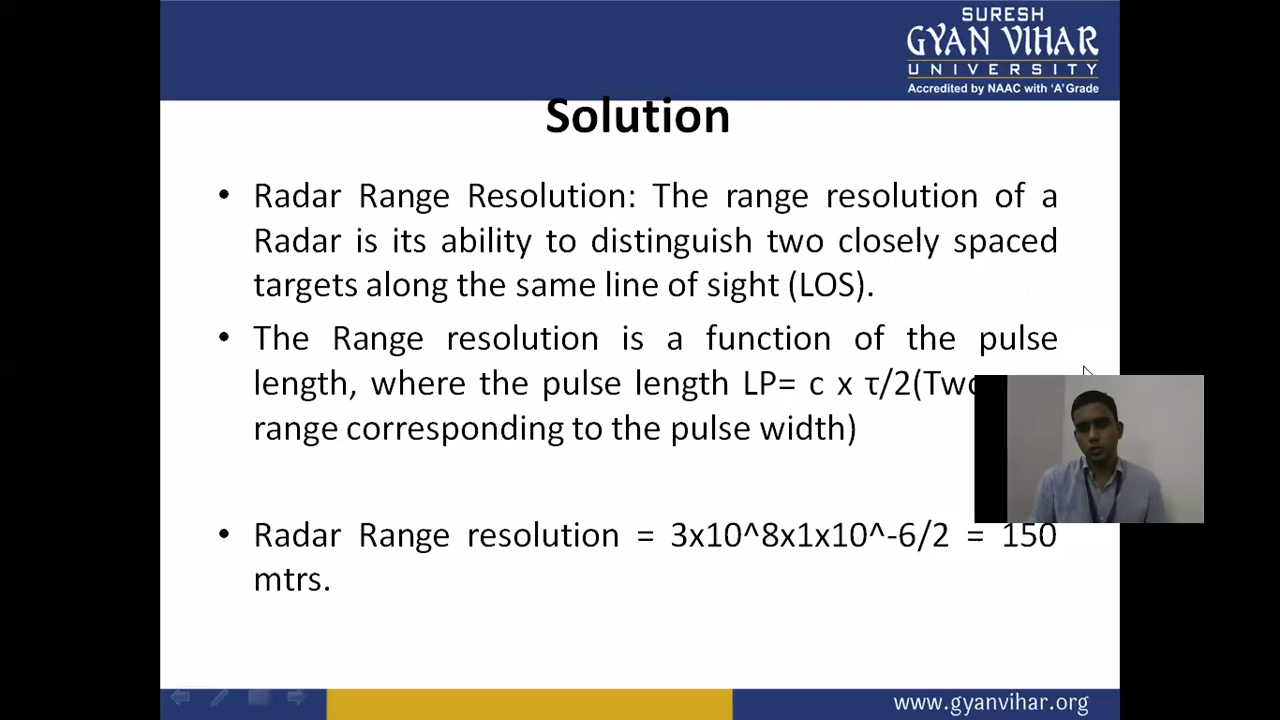 SURESH
GYAN VIHAR
UNIVERSITY
Accredited by NAAC with 'A' Grade
Solution
• Radar Range Resolution: The range resolution of a
Radar is its ability to distinguish two closely spaced
targets along the same line of sight (LOS).
• The Range resolution is a function of the pulse
length, where the pulse length LP= c x τ/2(Two
range corresponding to the pulse width)
• Radar Range resolution = 3x10^8x1x10^-6/2 = 150
mtrs.
www.gyanvihar.org